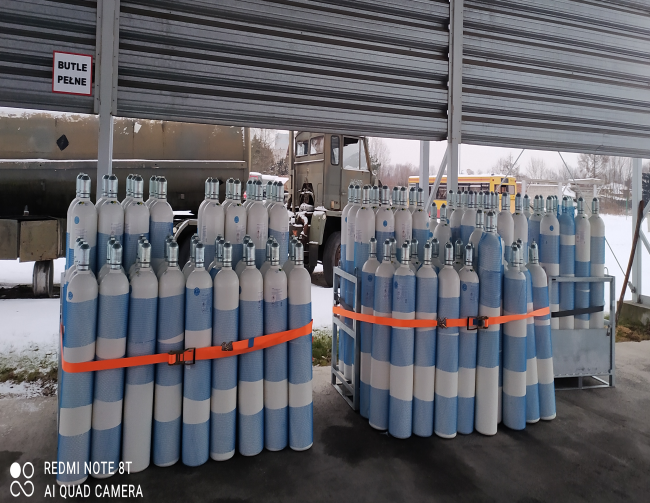 BUTLE
PEŁNE
REDMI NOTE 8T
AI QUAD CAMERA